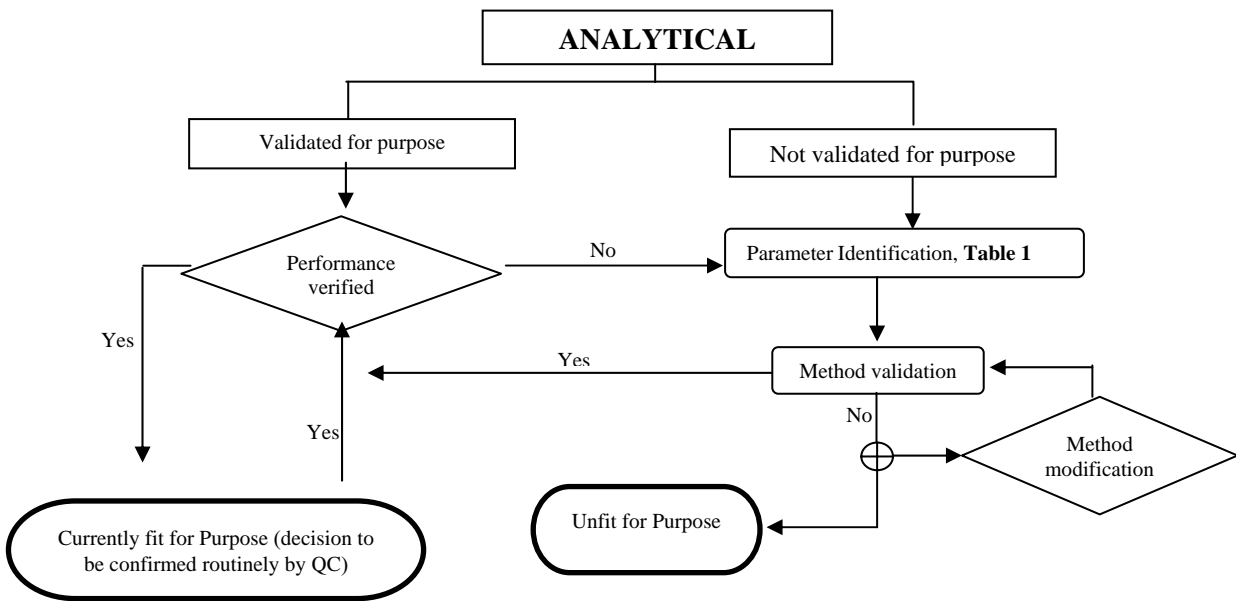 ANALYTICAL
Validated for purpose
Not validated for purpose
Performance
verified
No
Parameter Identification, Table 1
Yes
Yes
Method validation
Yes
No
Method
modification
Currently fit for Purpose (decision to
be confirmed routinely by QC)
Unfit for Purpose